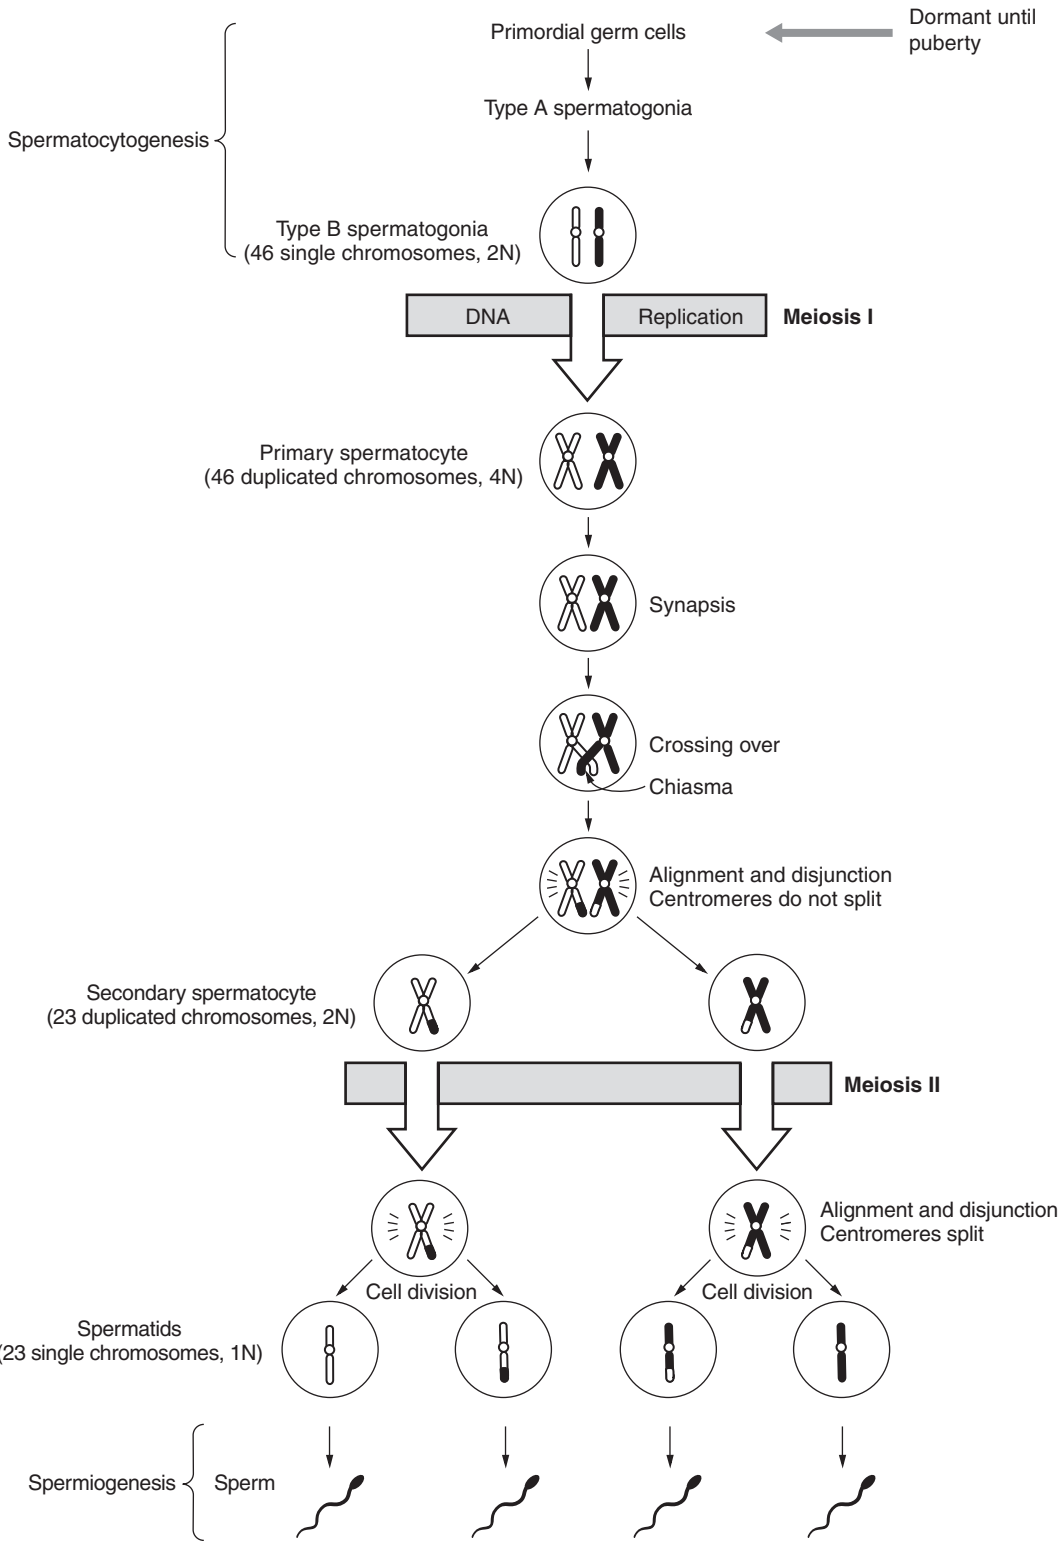 Primordial germ cells
Dormant until
puberty
Type A spermatogonia
Spermatocytogenesis
Type B spermatogonia
(46 single chromosomes, 2N)
DNA
Replication
Meiosis I
Primary spermatocyte
(46 duplicated chromosomes, 4N)
Synapsis
Crossing over
Chiasma
Alignment and disjunction
Centromeres do not split
Secondary spermatocyte
(23 duplicated chromosomes, 2N)
Meiosis II
Alignment and disjunction
Centromeres split
Cell division
Cell division
Spermatids
(23 single chromosomes, 1N)
Spermiogenesis
Sperm